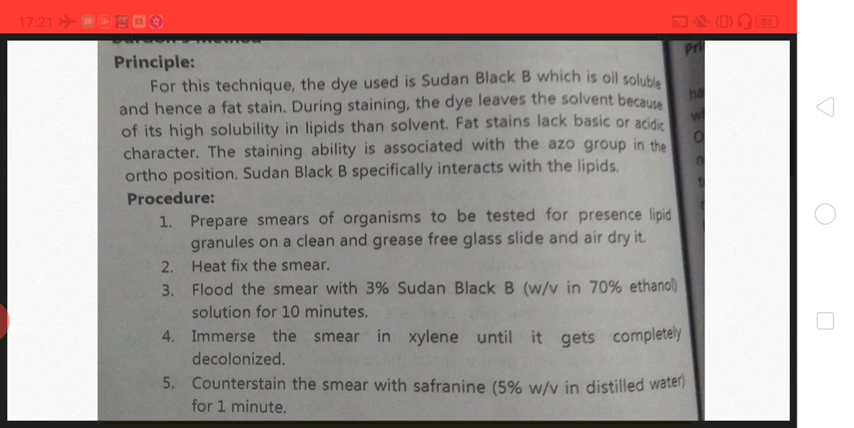 17:21
53
Principle:
For this technique, the dye used is Sudan Black B which is oil soluble
and hence a fat stain. During staining, the dye leaves the solvent because
of its high solubility in lipids than solvent. Fat stains lack basic or acidic
character. The staining ability is associated with the azo group in the
ortho position. Sudan Black B specifically interacts with the lipids.
Procedure:
1. Prepare smears of organisms to be tested for presence lipid
granules on a clean and grease free glass slide and air dry it.
2. Heat fix the smear.
3. Flood the smear with 3% Sudan Black B (w/v in 70% ethanol)
solution for 10 minutes.
4. Immerse the smear in xylene until it gets completely
decolonized.
5. Counterstain the smear with safranine (5% w/v in distilled water)
for 1 minute.